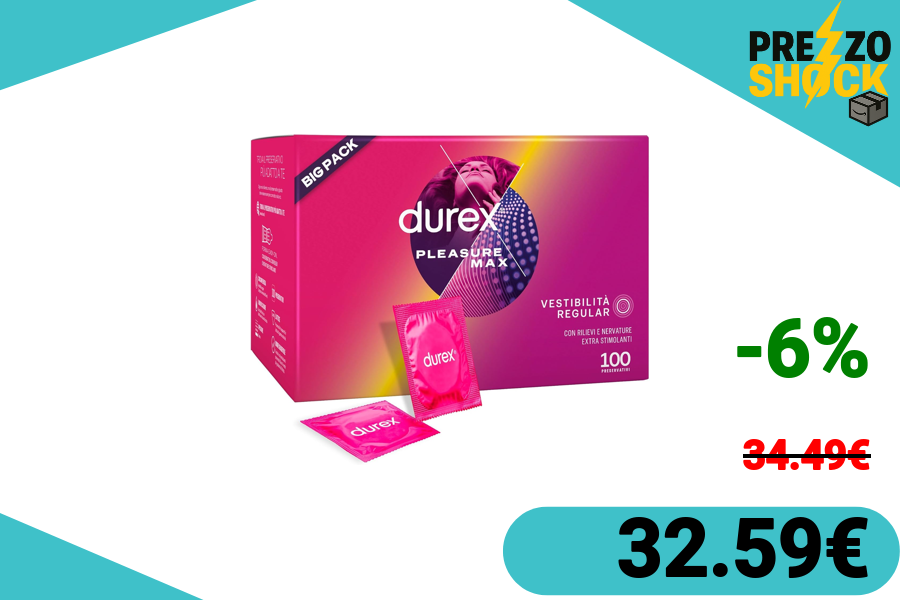 PREZZO
SHOCK
BIG PACK
durex
PLEASURE
MAX
VESTIBILITÀ
REGULAR
CON RILIEVI E NERVATURE
EXTRA STIMOLANTI
100
PRESERVATIVI
durex
durex
-6%
34.49€
32.59€